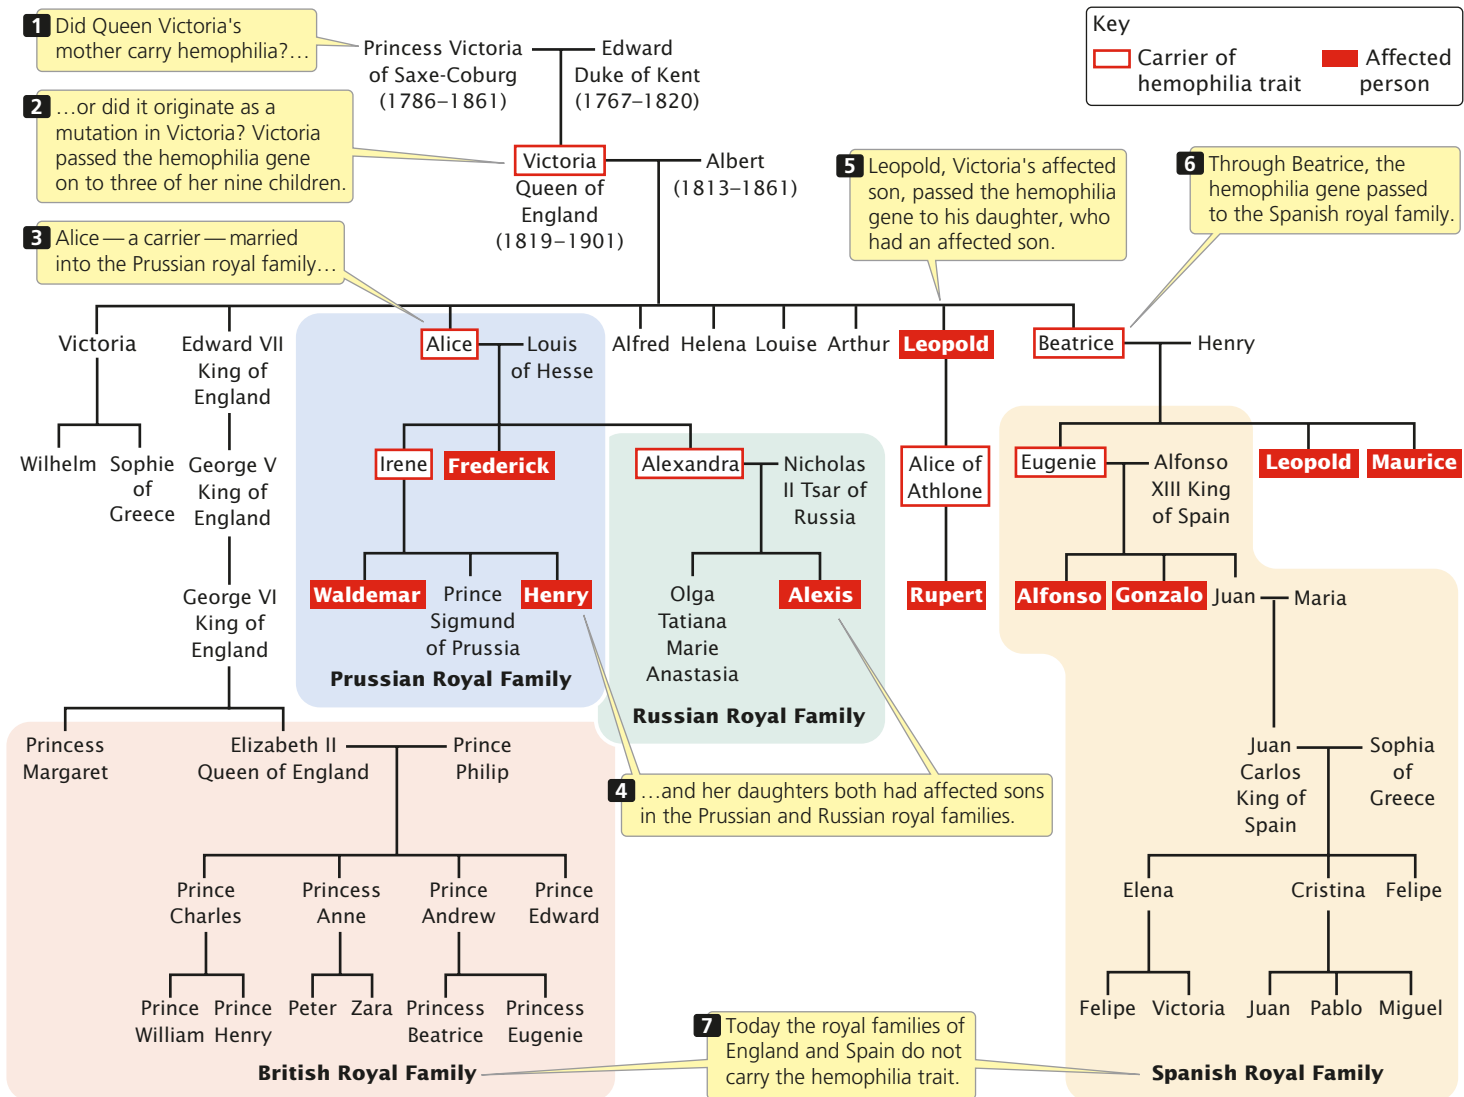 1 Did Queen Victoria's
mother carry hemophilia?…
Princess Victoria
of Saxe-Coburg
(1786–1861)
Edward
Duke of Kent
(1767–1820)
Key
Carrier of
hemophilia trait
Affected
person
2 …or did it originate as a
mutation in Victoria? Victoria
passed the hemophilia gene
on to three of her nine children.
Victoria
Queen of
England
(1819–1901)
Albert
(1813–1861)
5 Leopold, Victoria's affected
son, passed the hemophilia
gene to his daughter, who
had an affected son.
6 Through Beatrice, the
hemophilia gene passed
to the Spanish royal family.
3 Alice — a carrier — married
into the Prussian royal family…
Victoria
Edward VII
King of
England
Alice
Louis
of Hesse
Alfred
Helena
Louise
Arthur
Leopold
Beatrice
Henry
Wilhelm
Sophie
of
Greece
George V
King of
England
Irene
Frederick
Alexandra
Nicholas
II Tsar of
Russia
Alice of
Athlone
Eugenie
Alfonso
XIII King
of Spain
Leopold
Maurice
George VI
King of
England
Waldemar
Prince
Sigmund
of Prussia
Henry
Prussian Royal Family
Olga
Tatiana
Marie
Anastasia
Alexis
Russian Royal Family
Rupert
Alfonso
Gonzalo
Juan
Maria
Princess
Margaret
Elizabeth II
Queen of England
Prince
Philip
4 …and her daughters both had affected sons
in the Prussian and Russian royal families.
Juan
Carlos
King of
Spain
Sophia
of
Greece
Prince
Charles
Princess
Anne
Prince
Andrew
Prince
Edward
Elena
Cristina
Felipe
Prince
William
Prince
Henry
Peter
Zara
Princess
Beatrice
Princess
Eugenie
Felipe
Victoria
Juan
Pablo
Miguel
7 Today the royal families of
England and Spain do not
carry the hemophilia trait.
British Royal Family
Spanish Royal Family